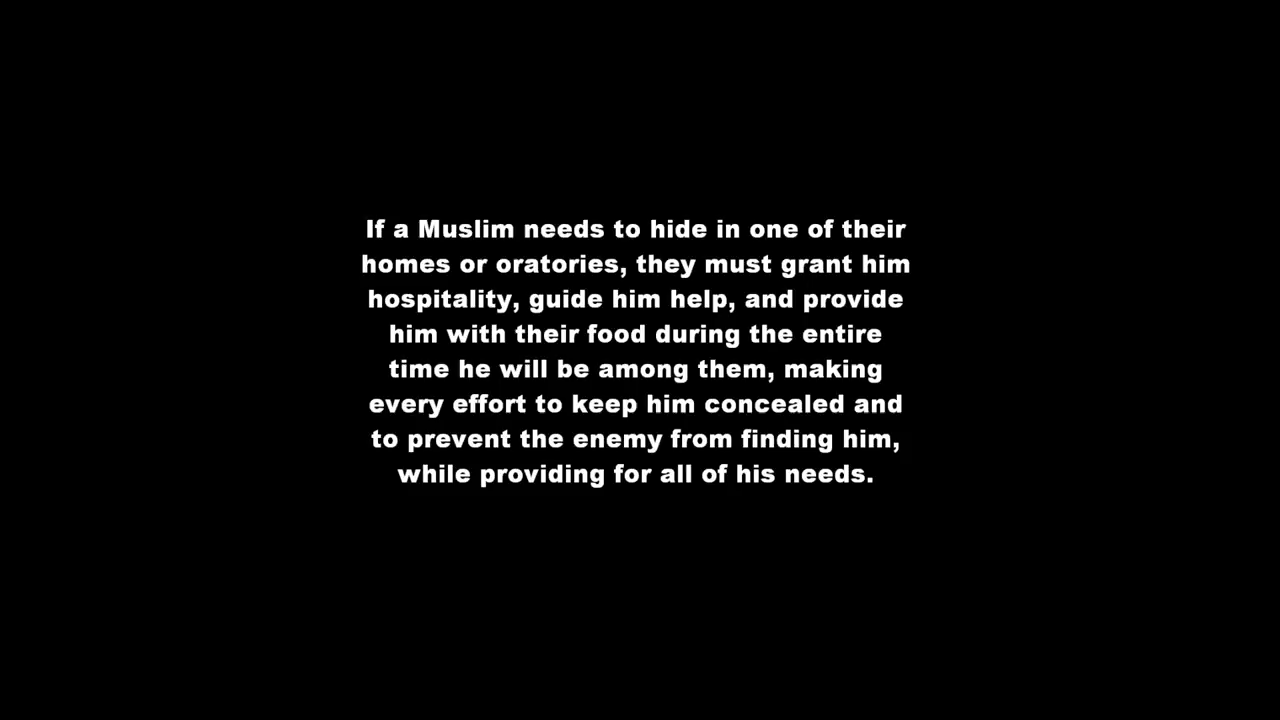 If a Muslim needs to hide in one of their
homes or oratories, they must grant him
hospitality, guide him help, and provide
him with their food during the entire
time he will be among them, making
every effort to keep him concealed and
to prevent the enemy from finding him,
while providing for all of his needs.